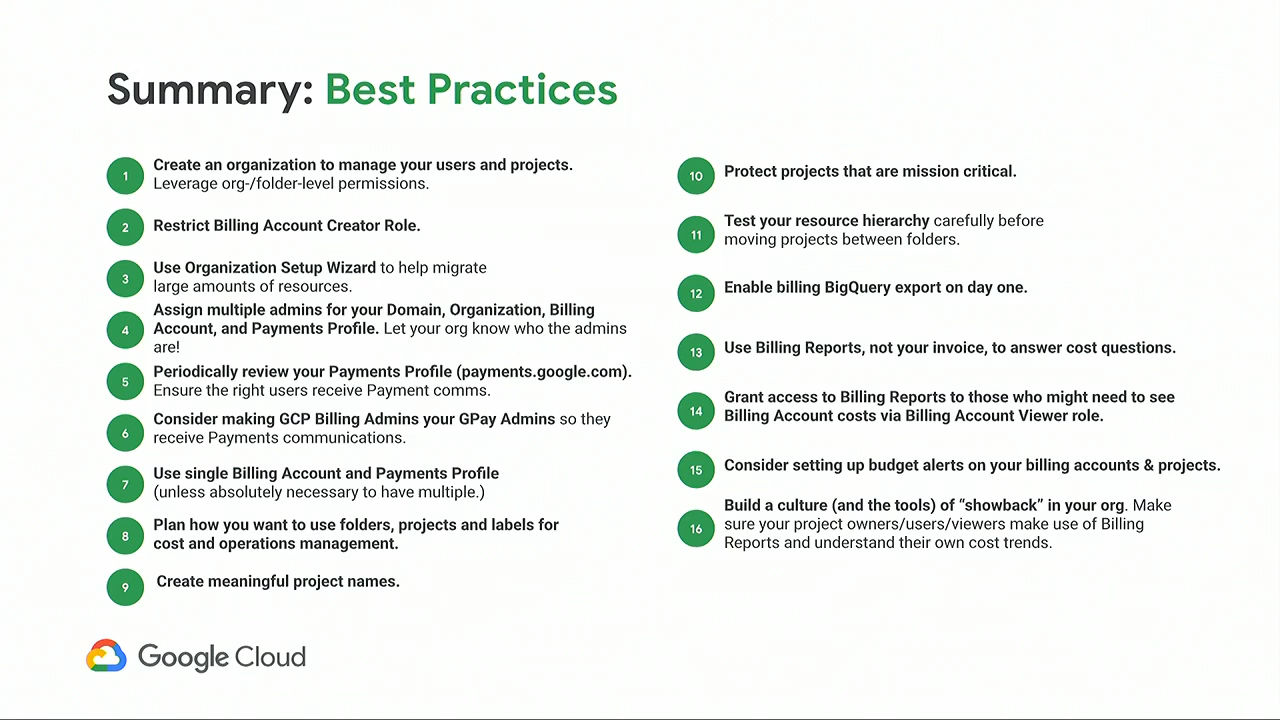 Summary: Best Practices
1
Create an organization to manage your users and projects.
Leverage org-/folder-level permissions.
2
Restrict Billing Account Creator Role.
3
Use Organization Setup Wizard to help migrate
large amounts of resources.
4
Assign multiple admins for your Domain, Organization, Billing
Account, and Payments Profile. Let your org know who the admins
are!
5
Periodically review your Payments Profile (payments.google.com).
Ensure the right users receive Payment comms.
6
Consider making GCP Billing Admins your GPay Admins so they
receive Payments communications.
7
Use single Billing Account and Payments Profile
(unless absolutely necessary to have multiple.)
8
Plan how you want to use folders, projects and labels for
cost and operations management.
9
Create meaningful project names.
10
Protect projects that are mission critical.
11
Test your resource hierarchy carefully before
moving projects between folders.
12
Enable billing BigQuery export on day one.
13
Use Billing Reports, not your invoice, to answer cost questions.
14
Grant access to Billing Reports to those who might need to see
Billing Account costs via Billing Account Viewer role.
15
Consider setting up budget alerts on your billing accounts & projects.
16
Build a culture (and the tools) of “showback” in your org. Make
sure your project owners/users/viewers make use of Billing
Reports and understand their own cost trends.
Google Cloud